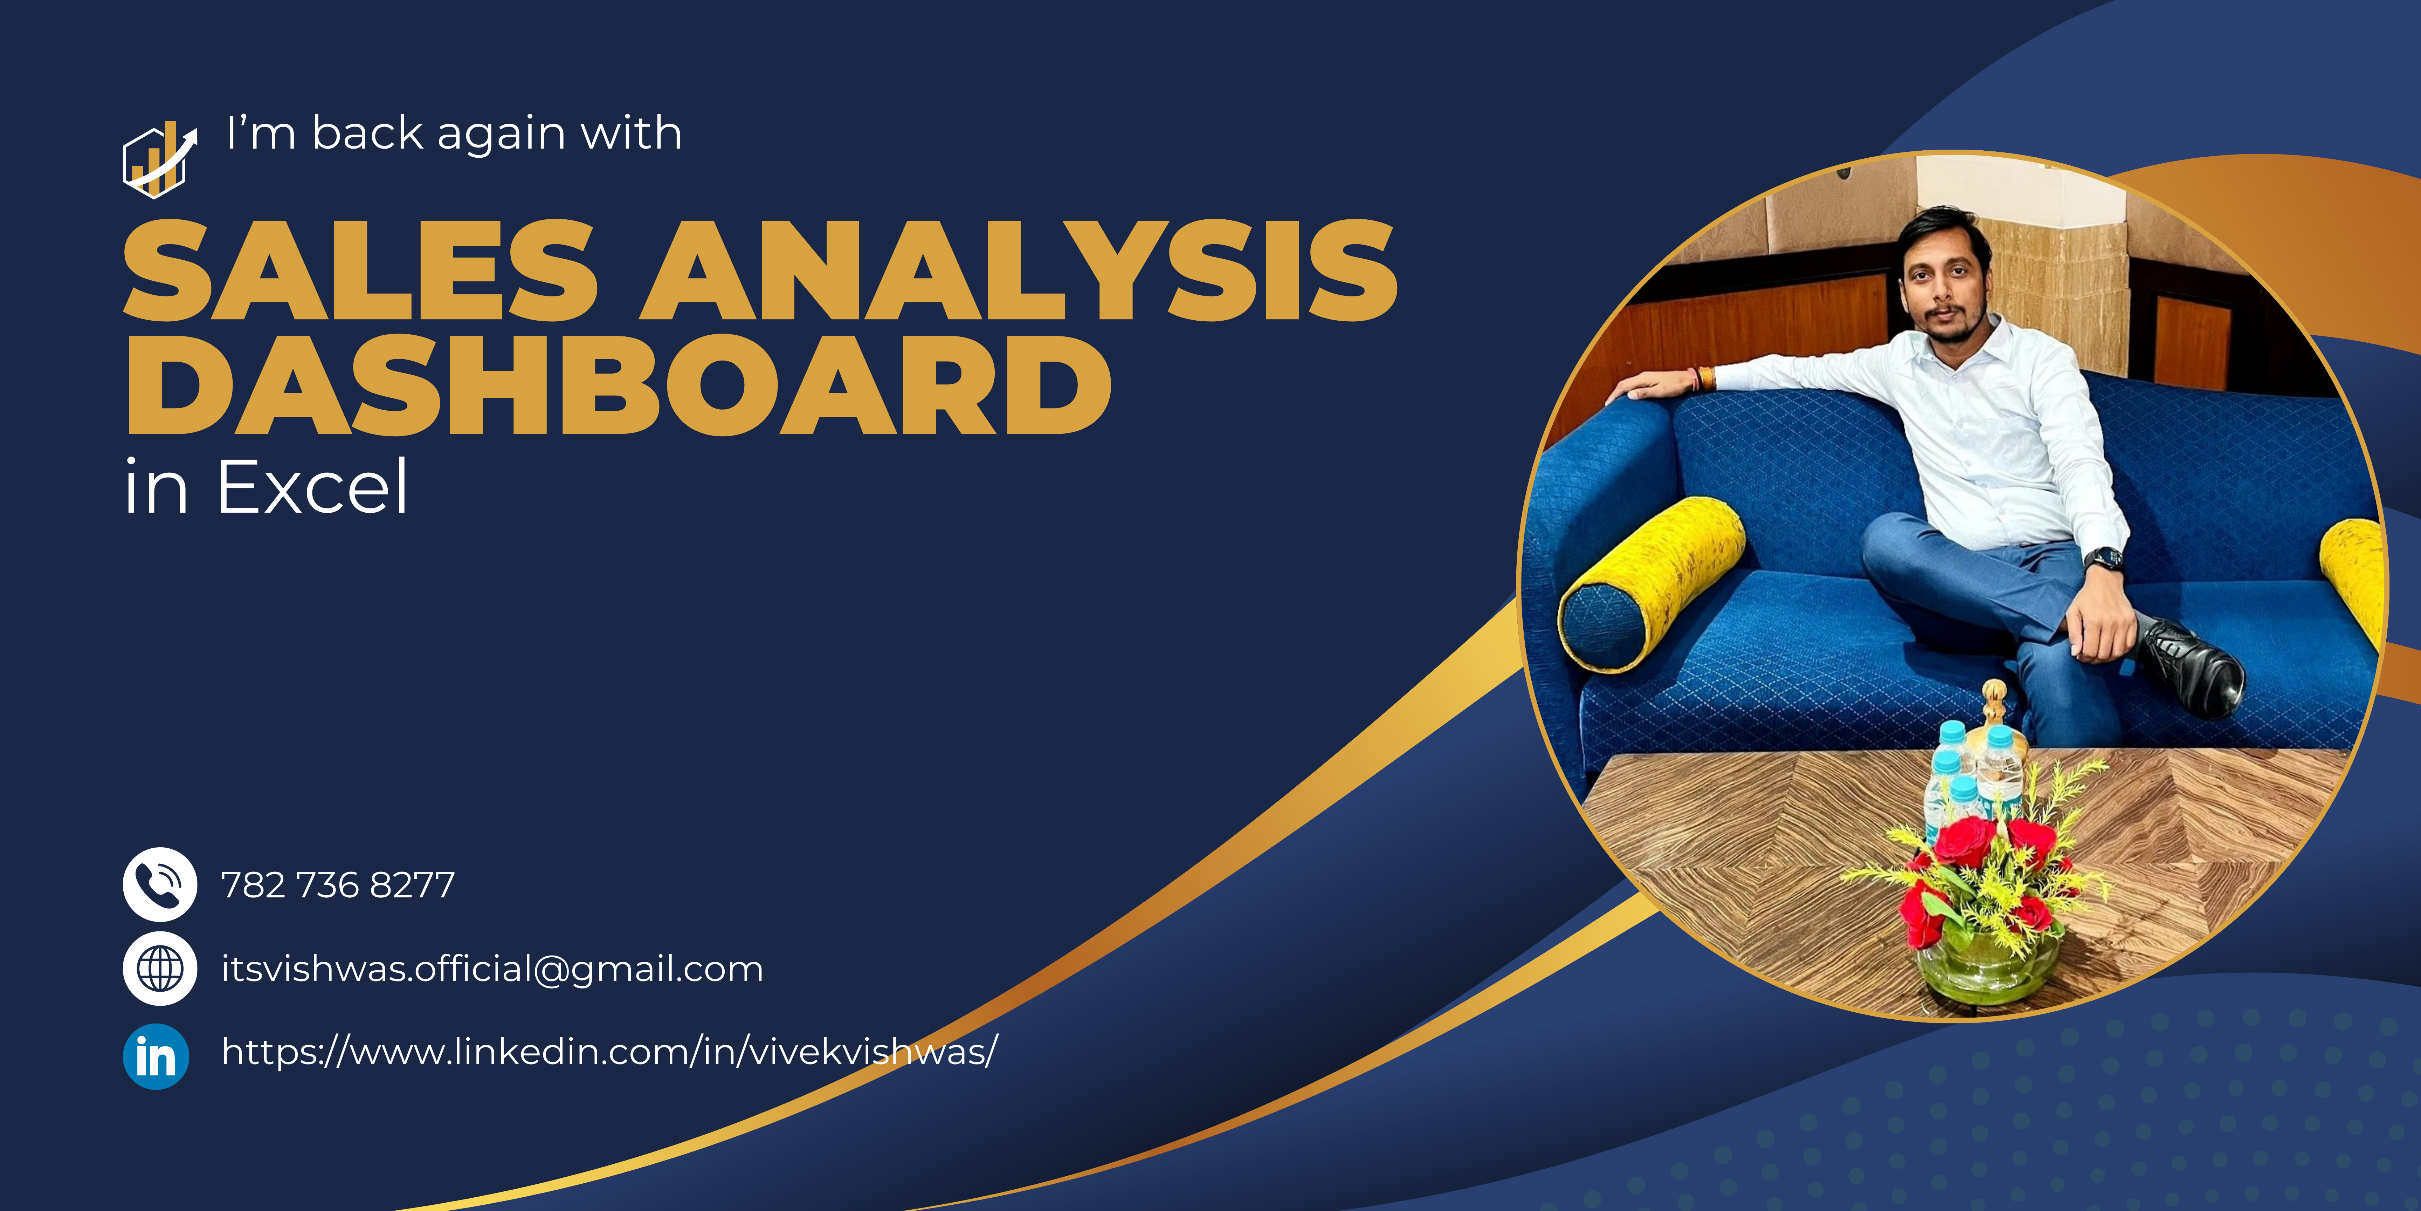 I’m back again with
SALES ANALYSIS
DASHBOARD
in Excel
782 736 8277
itsvishwas.official@gmail.com
in https://www.linkedin.com/in/vivekvishwas/